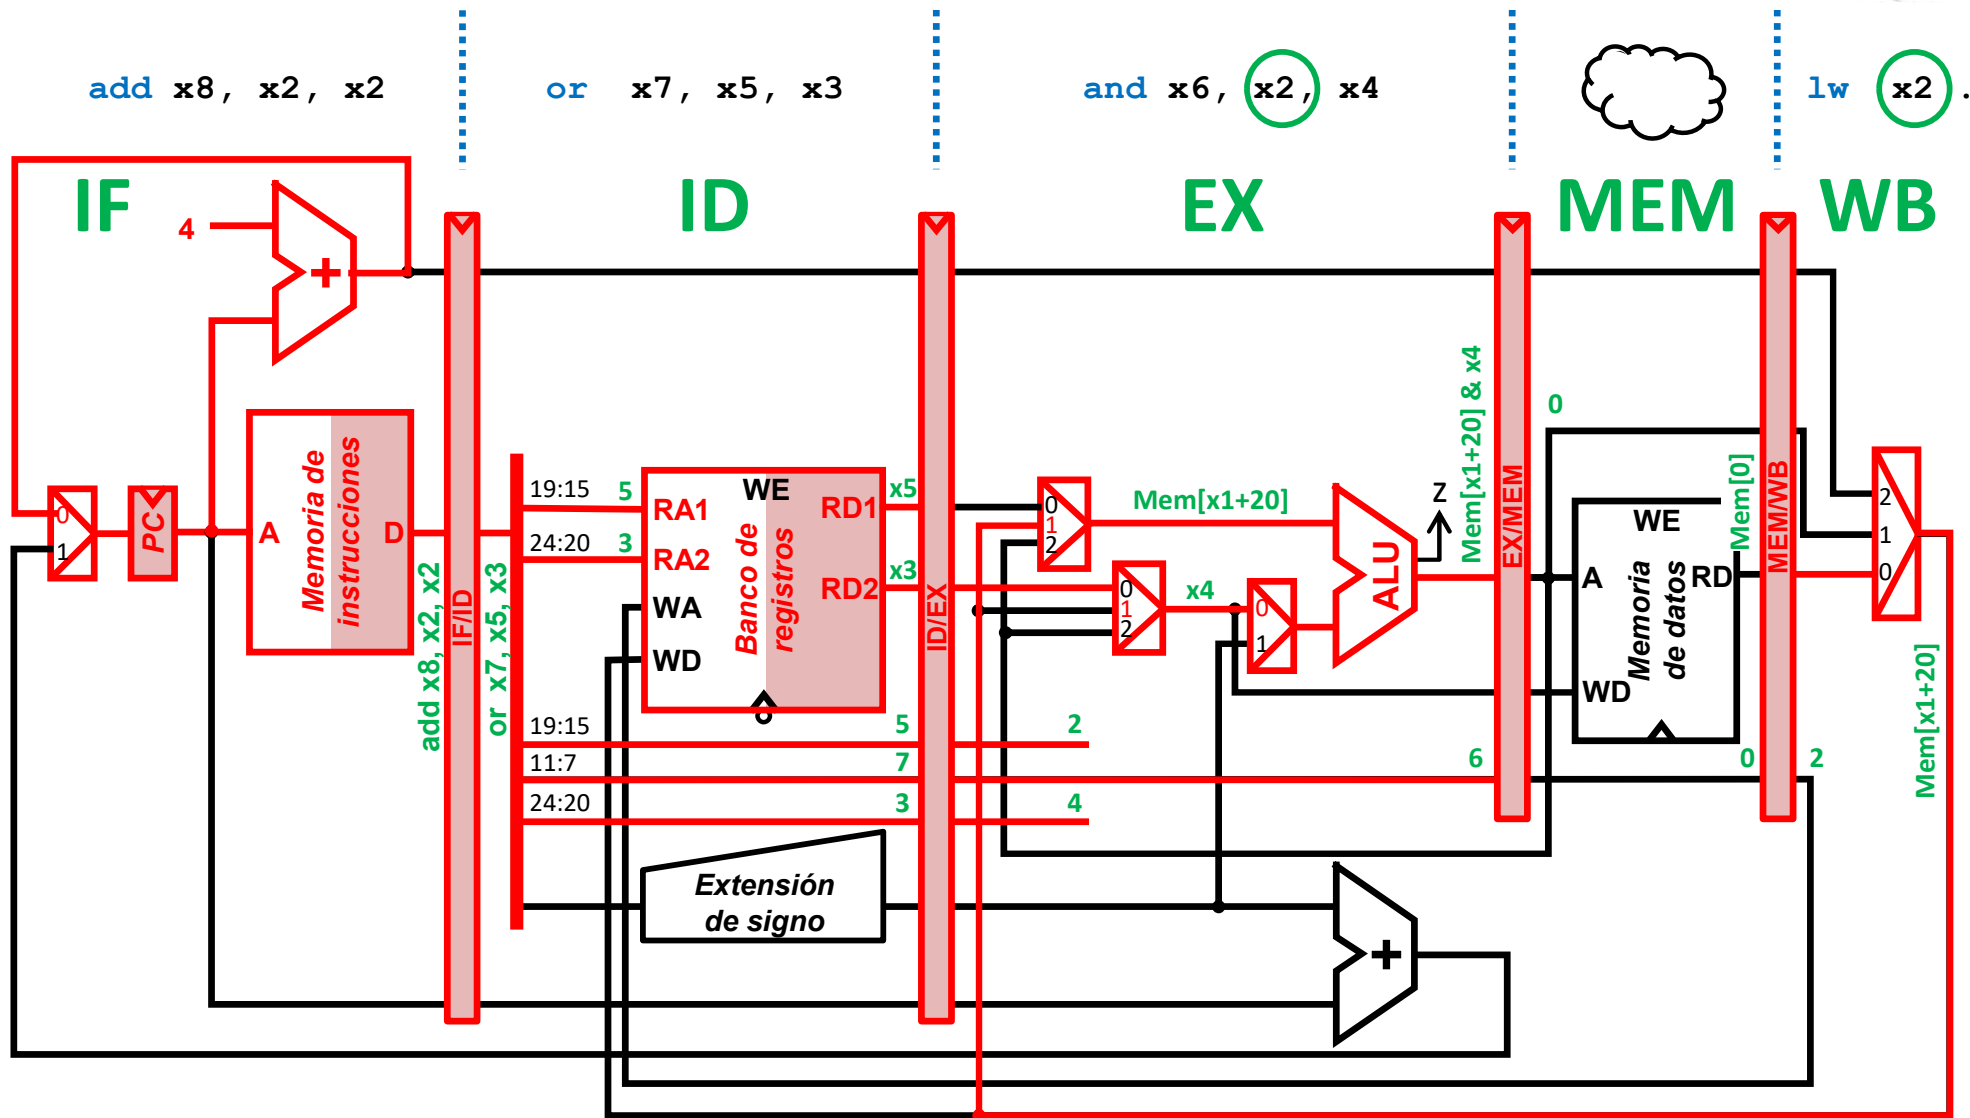 add x8, x2, x2
or x7, x5, x3
and x6, x2, x4
lw x2 .
IF
ID
EX
MEM
WB
4
+
0
1
PC
A
D
Memoria de
instrucciones
add x8, x2, x2
IF/ID
or x7, x5, x3
19:15
5
24:20
3
RA1
RA2
WA
WD
WE
Banco de
registros
RD1
RD2
x5
x3
19:15
5
2
11:7
7
6
24:20
3
4
Extensión
de signo
ID/EX
0
1
2
Mem[x1+20]
0
1
2
x4
0
1
ALU
Z
+
Mem[x1+20] & x4
EX/MEM
0
A
WE
Memoria
de datos
RD
WD
Mem[0]
0
MEM/WB
2
2
1
0
Mem[x1+20]